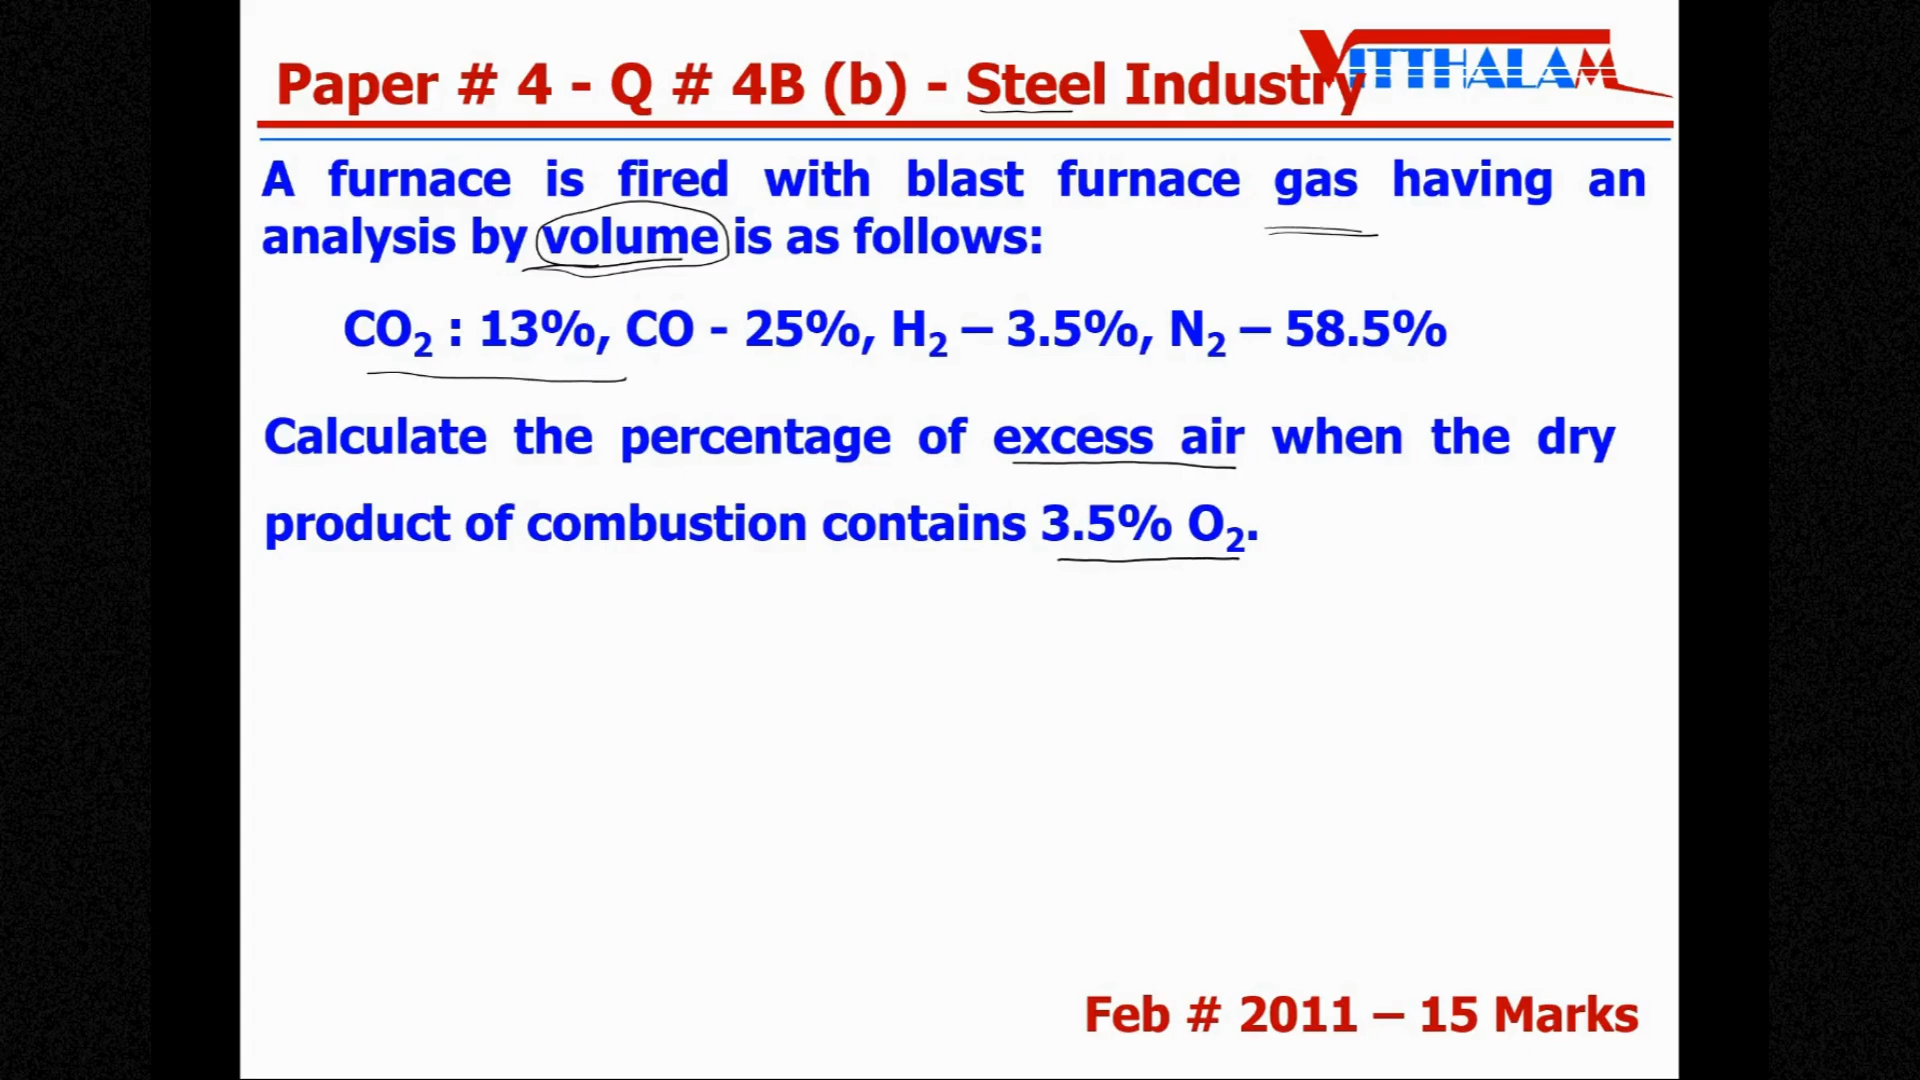 Paper # 4 - Q # 4B (b) - Steel Industry
VITTHALAM
A furnace is fired with blast furnace gas having an
analysis by volume is as follows:
CO₂ : 13%, CO - 25%, H₂ – 3.5%, N₂ – 58.5%
Calculate the percentage of excess air when the dry
product of combustion contains 3.5% O₂.
Feb # 2011 – 15 Marks